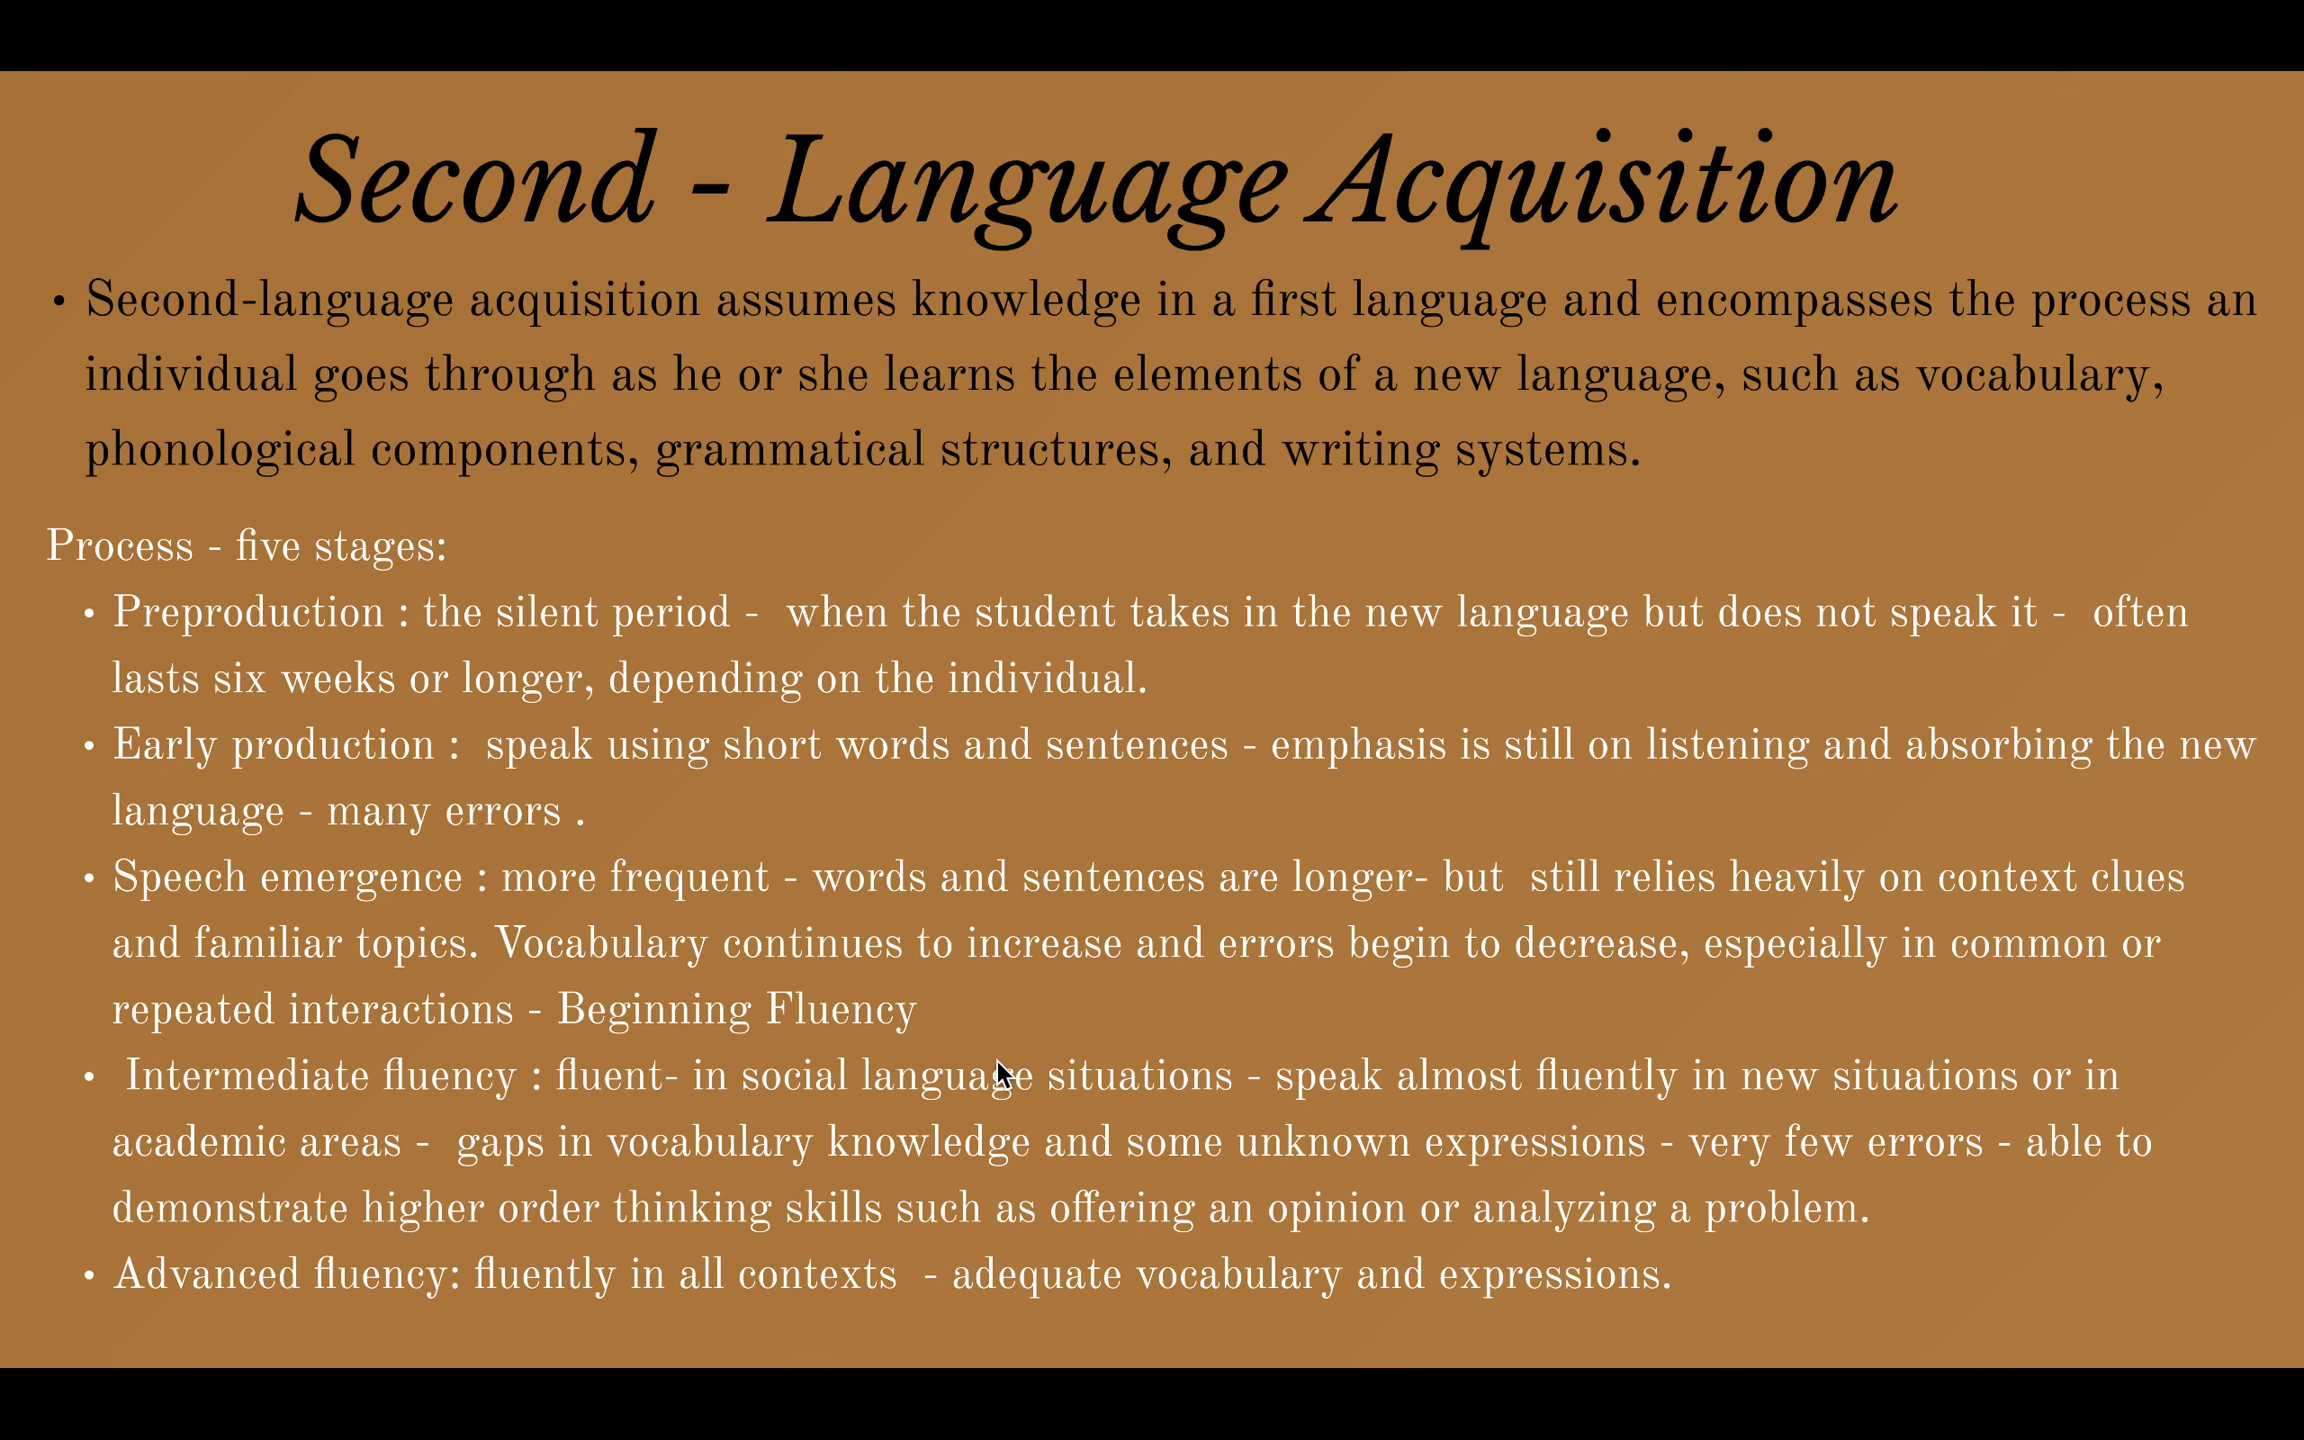 Second - Language Acquisition
• Second-language acquisition assumes knowledge in a first language and encompasses the process an
individual goes through as he or she learns the elements of a new language, such as vocabulary,
phonological components, grammatical structures, and writing systems.
Process - five stages:
• Preproduction : the silent period - when the student takes in the new language but does not speak it - often
lasts six weeks or longer, depending on the individual.
• Early production : speak using short words and sentences - emphasis is still on listening and absorbing the new
language - many errors .
• Speech emergence : more frequent - words and sentences are longer- but still relies heavily on context clues
and familiar topics. Vocabulary continues to increase and errors begin to decrease, especially in common or
repeated interactions - Beginning Fluency
• Intermediate fluency : fluent- in social language situations - speak almost fluently in new situations or in
academic areas - gaps in vocabulary knowledge and some unknown expressions - very few errors - able to
demonstrate higher order thinking skills such as offering an opinion or analyzing a problem.
• Advanced fluency: fluently in all contexts - adequate vocabulary and expressions.